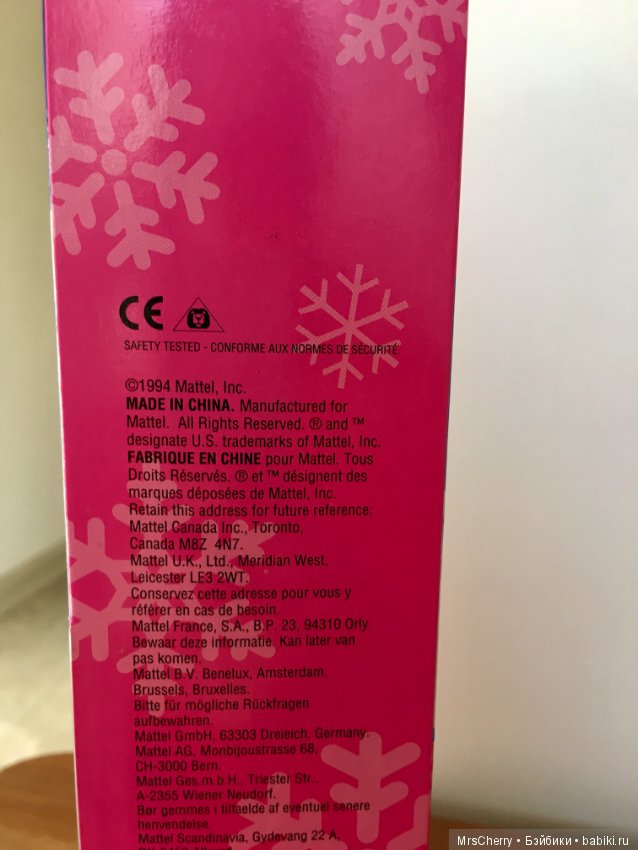 CE
SAFETY TESTED - CONFORME AUX NORMES DE SÉCURITÉ
©1994 Mattel, Inc.
MADE IN CHINA. Manufactured for
Mattel. All Rights Reserved. ® and ™
designate U.S. trademarks of Mattel, Inc.
FABRIQUE EN CHINE pour Mattel. Tous
Droits Réservés. ® et ™ désignent des
marques déposées de Mattel, Inc.
Retain this address for future reference:
Mattel Canada Inc., Toronto,
Canada M8Z 4N7.
Mattel U.K., Ltd., Meridian West,
Leicester LE3 2WT.
Conservez cette adresse pour vous y
référer en cas de besoin.
Mattel France, S.A., B.P. 23, 94310 Orly.
Bewaar deze informatie. Kan later van
pas komen.
Mattel B.V. Benelux, Amsterdam.
Brussels, Bruxelles.
Bitte für mögliche Rückfragen
aufbewahren.
Mattel GmbH, 63303 Dreieich, Germany.
Mattel AG, Monbijoustrasse 68,
CH-3000 Bern.
Mattel Ges.m.b.H., Triester Str.,
A-2355 Wiener Neudorf.
Bør gemmes i tilfælde af eventuel senere
henvendelse.
Mattel Scandinavia, Gydevang 22 A,
MrsCherry • Бэйбики • babiki.ru